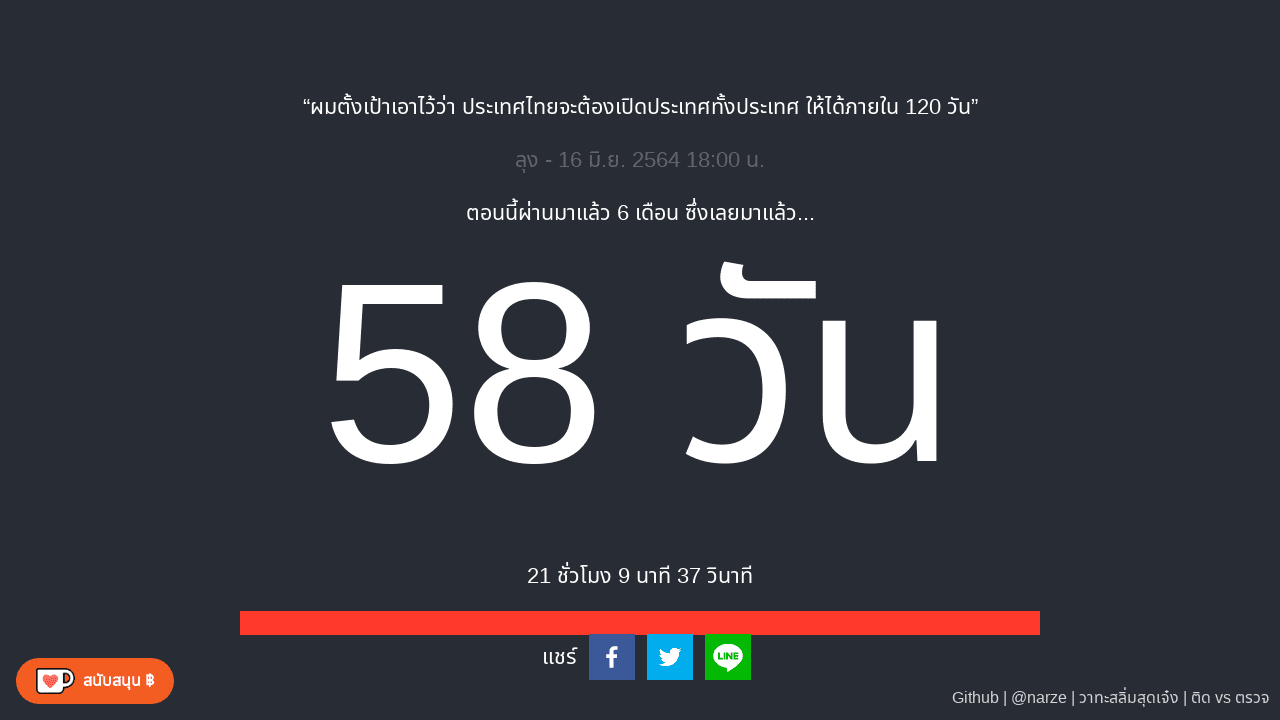 “ผมตั้งเป้าเอาไว้ว่า ประเทศไทยจะต้องเปิดประเทศทั้งประเทศ ให้ได้ภายใน 120 วัน”
ลุง - 16 มิ.ย. 2564 18:00 น.
ตอนนี้ผ่านมาแล้ว 6 เดือน ซึ่งเลยมาแล้ว...
58 วัน
21 ชั่วโมง 9 นาที 37 วินาที
แชร์
LINE
สนับสนุน ฿
Github | @narze | วาทะสลิ่มสุดเจ๋ง | ติด vs ตรวจ